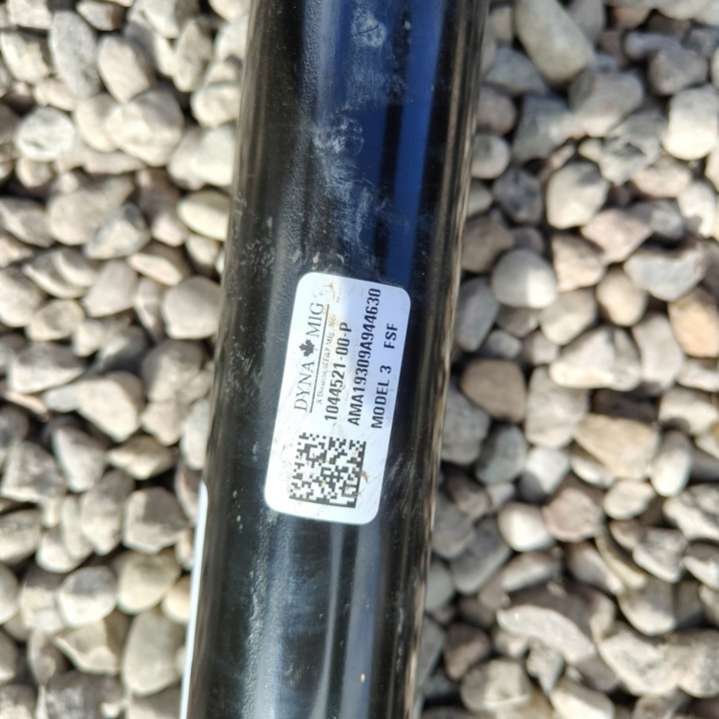 DYNA MIG
1044521-00-P
AMA19309A944630
MODEL 3 FSF